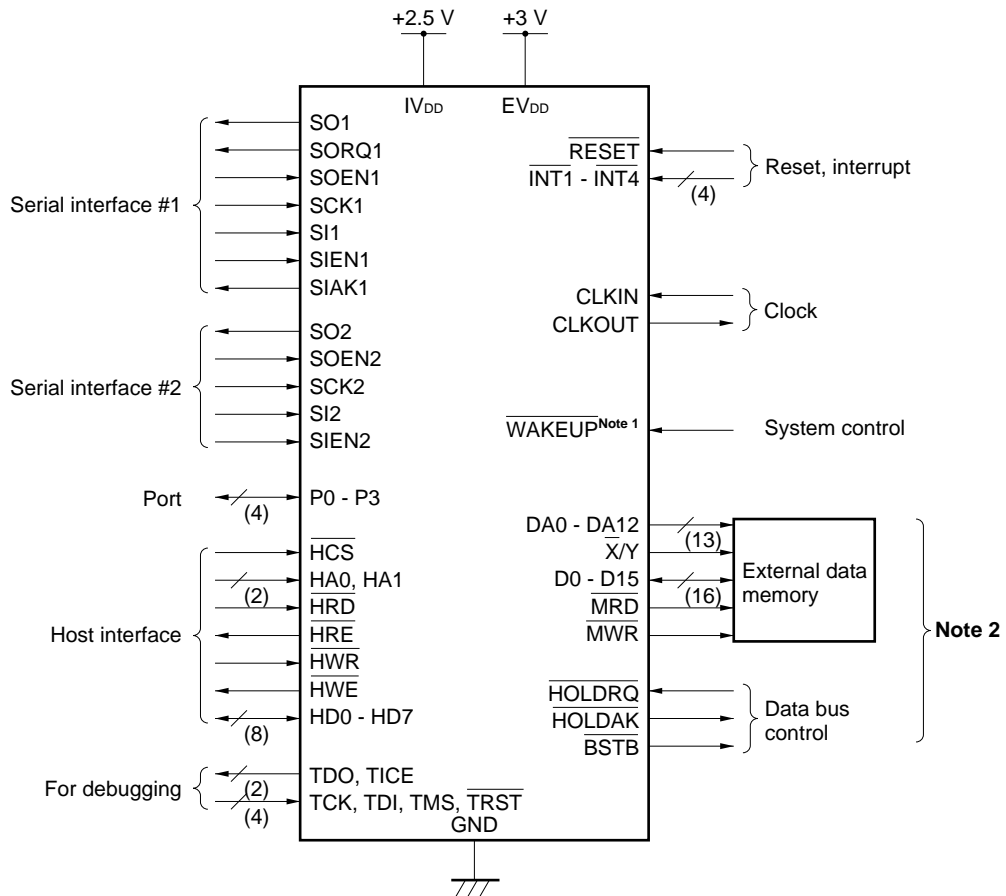 +2.5 V
+3 V
IVDD
EVDD
Serial interface #1
SO1
SORQ1
SOEN1
SCK1
SI1
SIEN1
SIAK1
Serial interface #2
SO2
SOEN2
SCK2
SI2
SIEN2
Port
(4)
P0 - P3
Host interface
HCS
HA0, HA1
(2)
HRD
HRE
HWR
HWE
HD0 - HD7
(8)
For debugging
TDO, TICE
(2)
TCK, TDI, TMS, TRST
(4)
GND
RESET
INT1 - INT4
(4)
Reset, interrupt
CLKIN
CLKOUT
Clock
WAKEUP Note 1
System control
DA0 - DA12
(13)
X/Y
D0 - D15
(16)
MRD
MWR
External data
memory
HOLDRQ
HOLDAK
BSTB
Data bus
control
Note 2